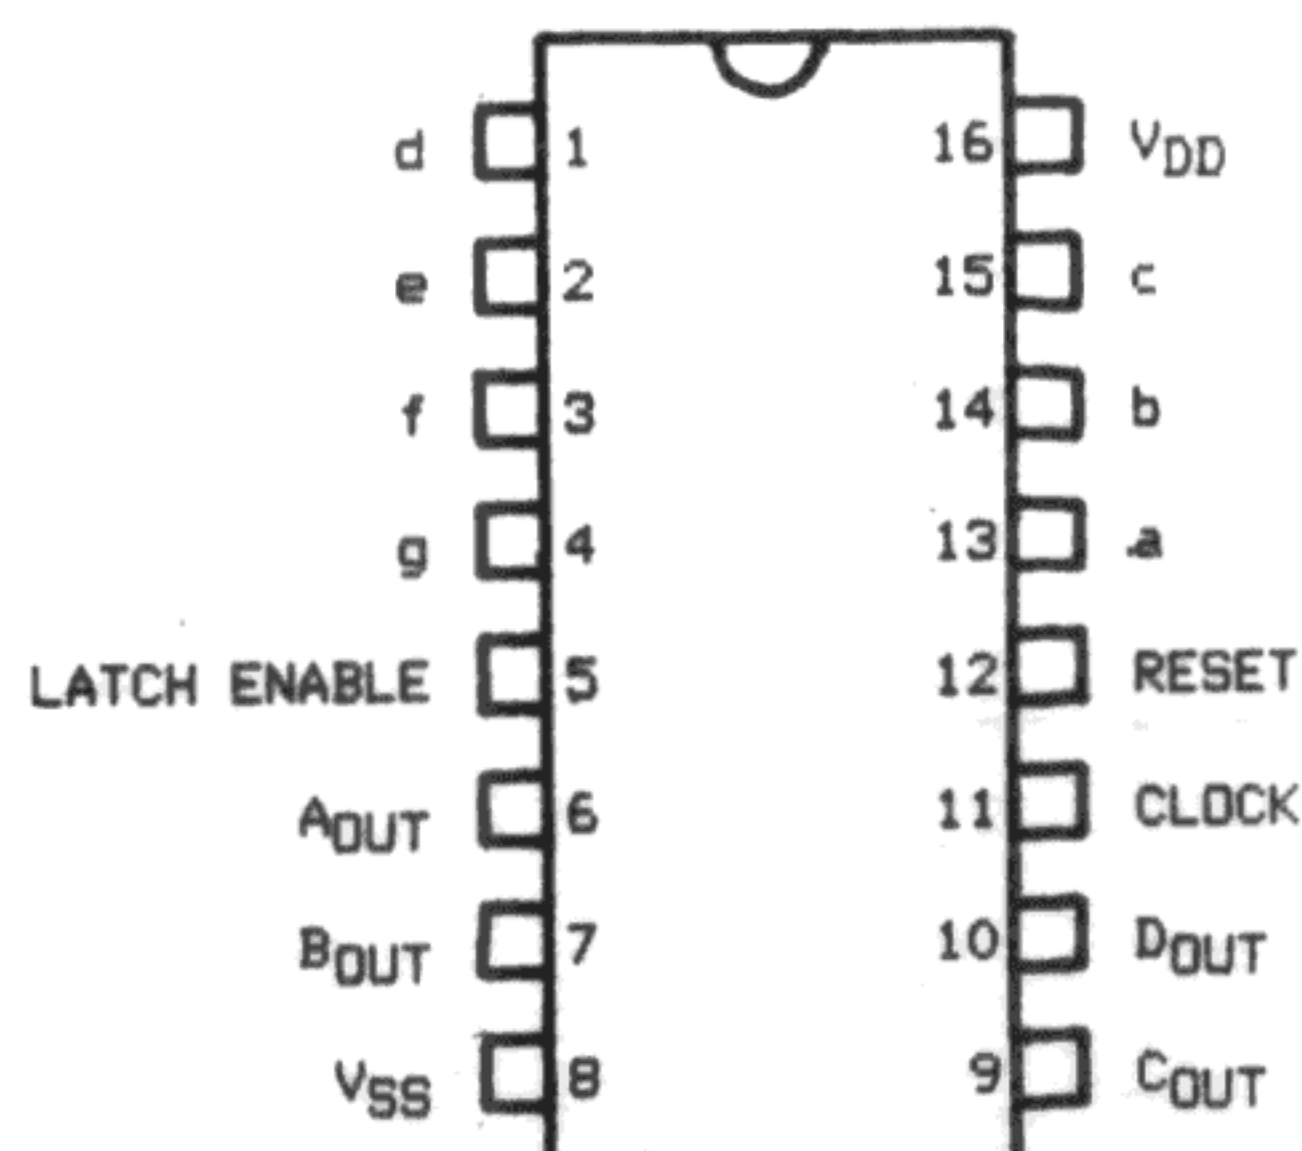 d 1 16 VDD
e 2 15 c
f 3 14 b
g 4 13 a
LATCH ENABLE 5 12 RESET
AOUT 6 11 CLOCK
BOUT 7 10 DOUT
VSS 8 9 COUT